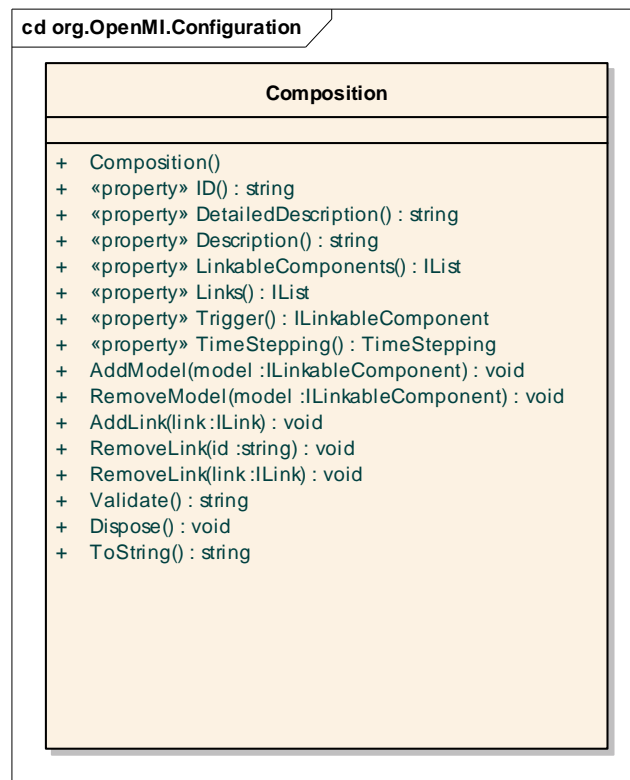 cd org.OpenMI.Configuration
Composition
+ Composition()
+ «property» ID() : string
+ «property» DetailedDescription() : string
+ «property» Description() : string
+ «property» LinkableComponents() : IList
+ «property» Links() : IList
+ «property» Trigger() : ILinkableComponent
+ «property» TimeStepping() : TimeStepping
+ AddModel(model :ILinkableComponent) : void
+ RemoveModel(model :ILinkableComponent) : void
+ AddLink(link :ILink) : void
+ RemoveLink(id :string) : void
+ RemoveLink(link :ILink) : void
+ Validate() : string
+ Dispose() : void
+ ToString() : string